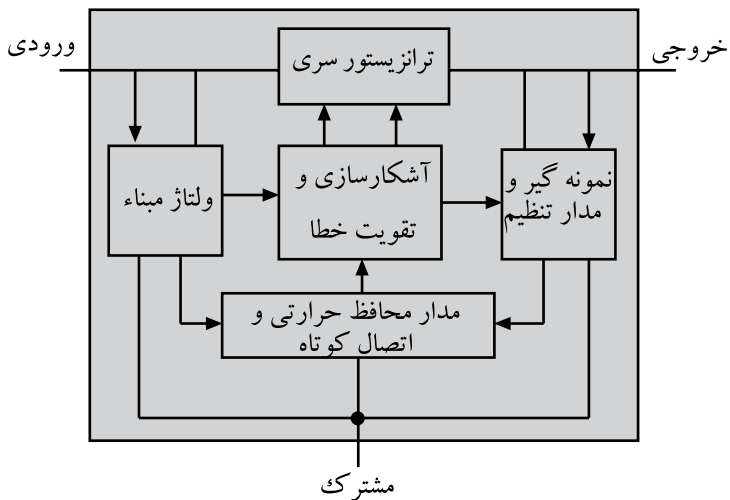 خروجی
ورودی
ترانزیستور سری
نمونه گیر و
مدار تنظیم
آشکارسازی و
تقویت خطا
ولتاژ مبناء
مدار محافظ حرارتی و
اتصال کوتاه
مشترک